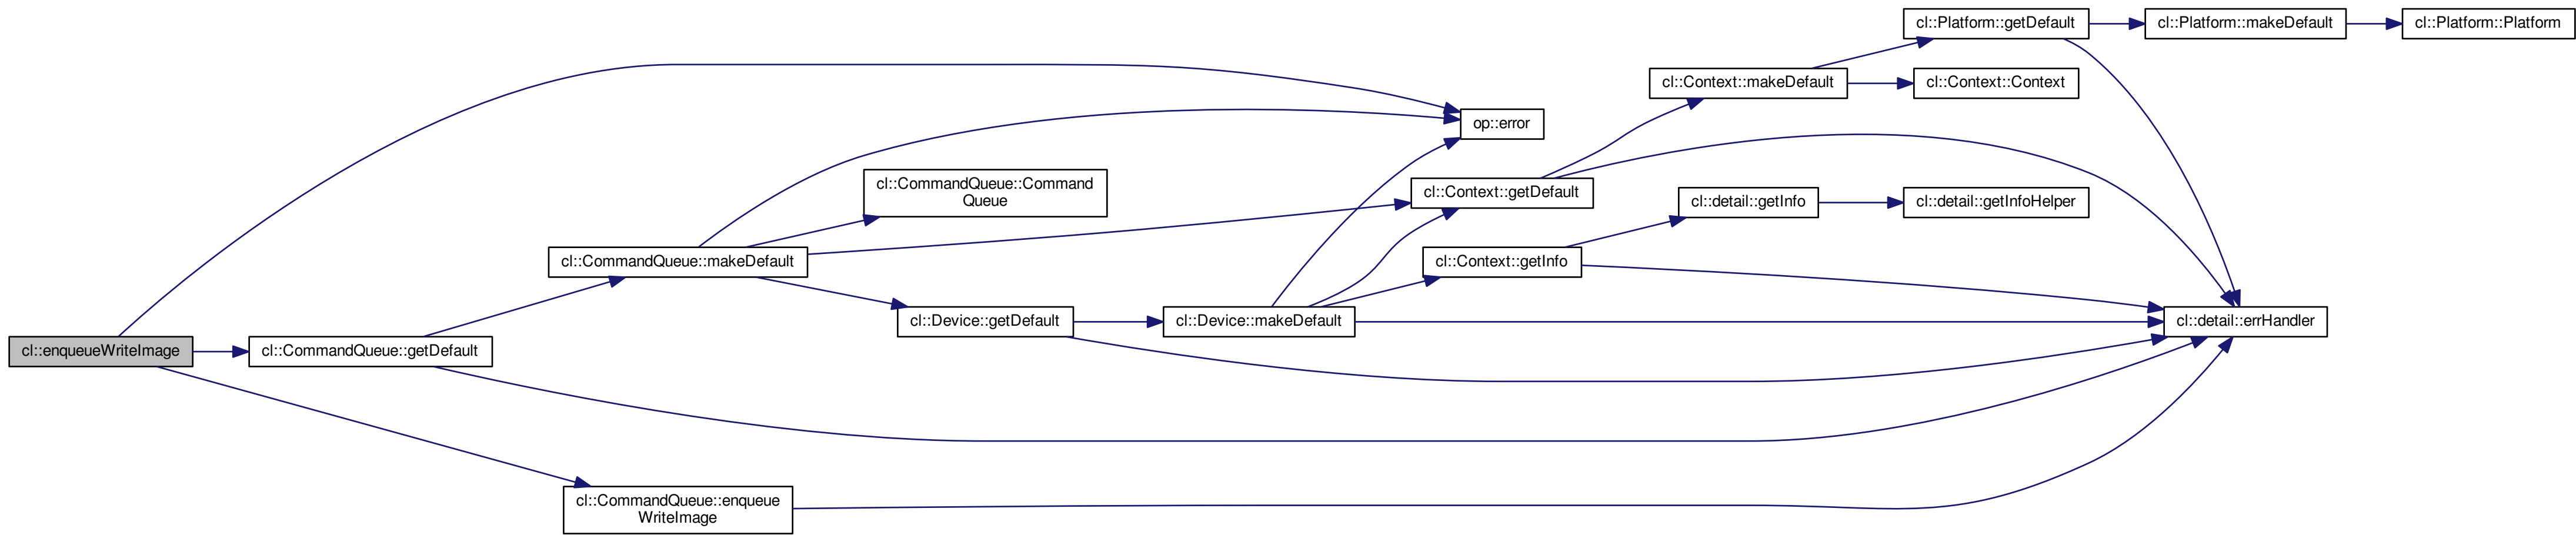 cl::Platform::getDefault
cl::Platform::makeDefault
cl::Platform::Platform
cl::Context::makeDefault
cl::Context::Context
op::error
cl::CommandQueue::Command
Queue
cl::Context::getDefault
cl::detail::getInfo
cl::detail::getInfoHelper
cl::CommandQueue::makeDefault
cl::Context::getInfo
cl::Device::getDefault
cl::Device::makeDefault
cl::detail::errHandler
cl::enqueueWriteImage
cl::CommandQueue::getDefault
cl::CommandQueue::enqueue
WriteImage